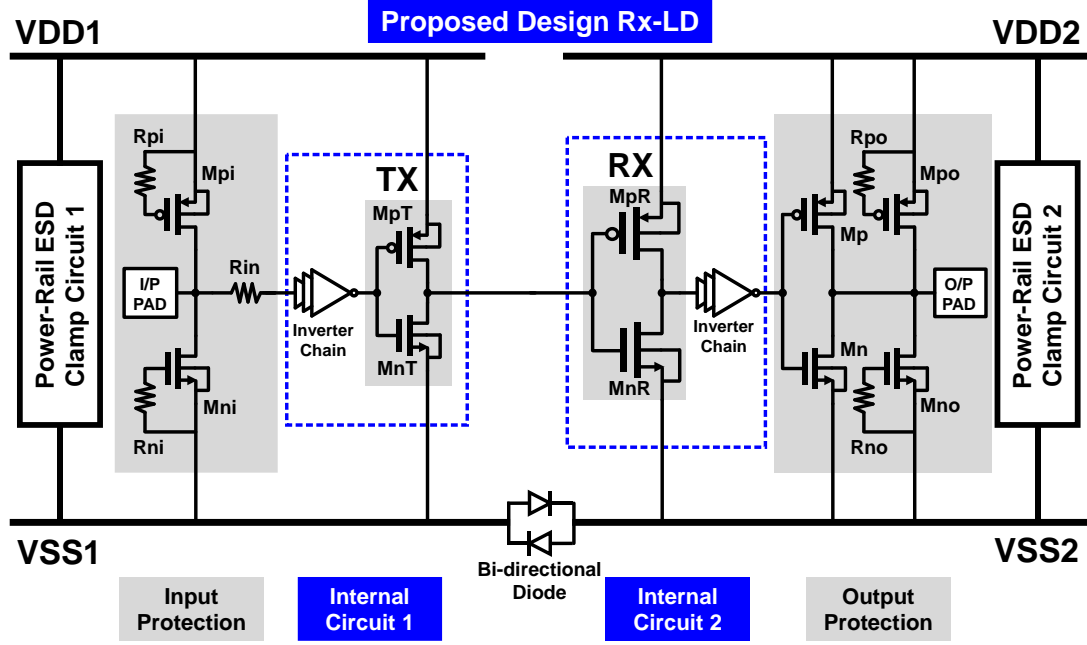 Proposed Design Rx-LD
VDD1
VDD2
Power-Rail ESD
Clamp Circuit 1
Rpi
Mpi
I/P
PAD
Rin
Mni
Rni
TX
MpT
Inverter
Chain
MnT
RX
MpR
MnR
Inverter
Chain
Rpo
Mpo
Mp
O/P
PAD
Mn
Mno
Rno
Power-Rail ESD
Clamp Circuit 2
VSS1
VSS2
Bi-directional
Diode
Input
Protection
Internal
Circuit 1
Internal
Circuit 2
Output
Protection